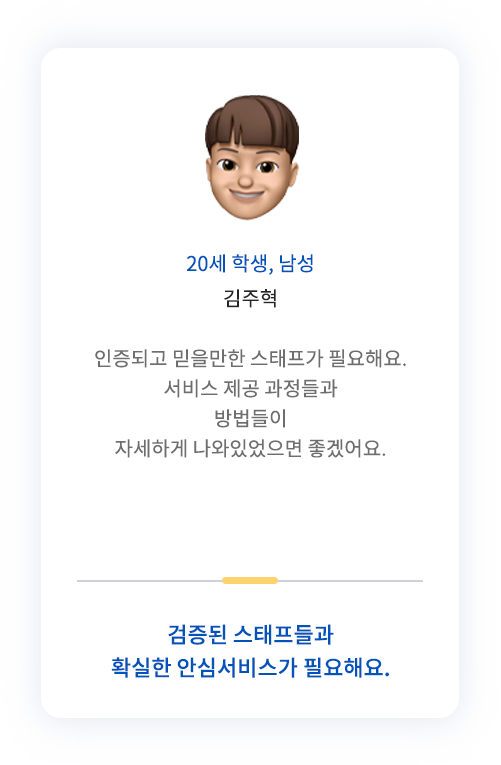 20세 학생, 남성
김주혁
인증되고 믿을만한 스태프가 필요해요.
서비스 제공 과정들과
방법들이
자세하게 나와있었으면 좋겠어요.
검증된 스태프들과
확실한 안심서비스가 필요해요.